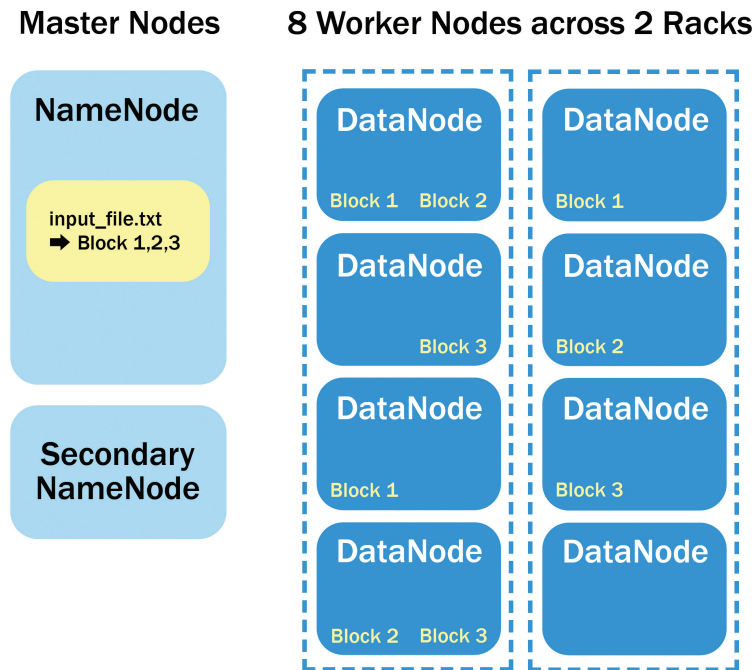 Master Nodes
8 Worker Nodes across 2 Racks
NameNode
input_file.txt
➡ Block 1,2,3
Secondary
NameNode
DataNode
Block 1 Block 2
DataNode
Block 3
DataNode
Block 1
DataNode
Block 2 Block 3
DataNode
Block 1
DataNode
Block 2
DataNode
Block 3
DataNode